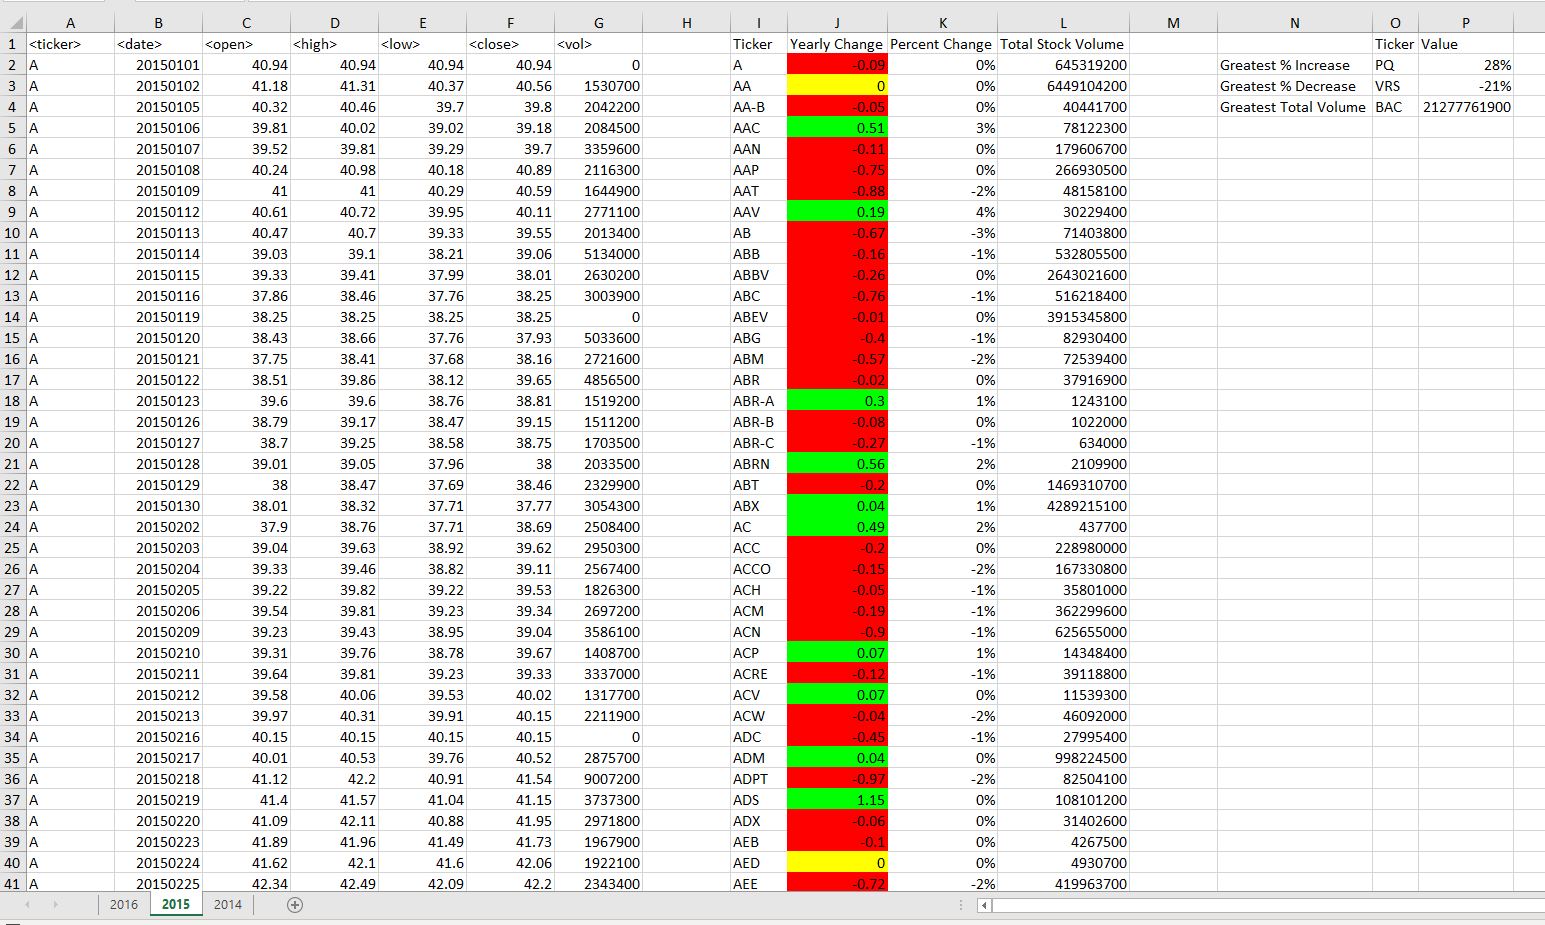 A B C D E F G H I J K L M N O P
1 <ticker> <date> <open> <high> <low> <close> <vol> Ticker Yearly Change Percent Change Total Stock Volume Ticker Value
2 A 20150101 40.94 40.94 40.94 40.94 0 A -0.09 0% 645319200 Greatest % Increase PQ 28%
3 A 20150102 41.18 41.31 40.37 40.56 1530700 AA 0 0% 6449104200 Greatest % Decrease VRS -21%
4 A 20150105 40.32 40.46 39.7 39.8 2042200 AA-B -0.05 0% 40441700 Greatest Total Volume BAC 21277761900
5 A 20150106 39.81 40.02 39.02 39.18 2084500 AAC 0.51 3% 78122300
6 A 20150107 39.52 39.81 39.29 39.7 3359600 AAN -0.11 0% 179606700
7 A 20150108 40.24 40.98 40.18 40.89 2116300 AAP -0.75 0% 266930500
8 A 20150109 41 41 40.29 40.59 1644900 AAT -0.88 -2% 48158100
9 A 20150112 40.61 40.72 39.95 40.11 2771100 AAV 0.19 4% 30229400
10 A 20150113 40.47 40.7 39.33 39.55 2013400 AB -0.67 -3% 71403800
11 A 20150114 39.03 39.1 38.21 39.06 5134000 ABB -0.16 -1% 532805500
12 A 20150115 39.33 39.41 37.99 38.01 2630200 ABBV -0.26 0% 2643021600
13 A 20150116 37.86 38.46 37.76 38.25 3003900 ABC -0.76 -1% 516218400
14 A 20150119 38.25 38.25 38.25 38.25 0 ABEV -0.01 0% 3915345800
15 A 20150120 38.43 38.66 37.76 37.93 5033600 ABG -0.4 -1% 82930400
16 A 20150121 37.75 38.41 37.68 38.16 2721600 ABM -0.57 -2% 72539400
17 A 20150122 38.51 39.86 38.12 39.65 4856500 ABR -0.02 0% 37916900
18 A 20150123 39.6 39.6 38.76 38.81 1519200 ABR-A 0.3 1% 1243100
19 A 20150126 38.79 39.17 38.47 39.15 1511200 ABR-B -0.08 0% 1022000
20 A 20150127 38.7 39.25 38.58 38.75 1703500 ABR-C -0.27 -1% 634000
21 A 20150128 39.01 39.05 37.96 38 2033500 ABRN 0.56 2% 2109900
22 A 20150129 38 38.47 37.69 38.46 2329900 ABT -0.2 0% 1469310700
23 A 20150130 38.01 38.32 37.71 37.77 3054300 ABX 0.04 1% 4289215100
24 A 20150202 37.9 38.76 37.71 38.69 2508400 AC 0.49 2% 437700
25 A 20150203 39.04 39.63 38.92 39.62 2950300 ACC -0.2 0% 228980000
26 A 20150204 39.33 39.46 38.82 39.11 2567400 ACCO -0.15 -2% 167330800
27 A 20150205 39.22 39.82 39.22 39.53 1826300 ACH -0.05 -1% 35801000
28 A 20150206 39.54 39.81 39.23 39.34 2697200 ACM -0.19 -1% 362299600
29 A 20150209 39.23 39.43 38.95 39.04 3586100 ACN -0.9 -1% 625655000
30 A 20150210 39.31 39.76 38.78 39.67 1408700 ACP 0.07 1% 14348400
31 A 20150211 39.64 39.81 39.23 39.33 3337000 ACRE -0.12 -1% 39118800
32 A 20150212 39.58 40.06 39.53 40.02 1317700 ACV 0.07 0% 11539300
33 A 20150213 39.97 40.31 39.91 40.15 2211900 ACW -0.04 -2% 46092000
34 A 20150216 40.15 40.15 40.15 40.15 0 ADC -0.45 -1% 27995400
35 A 20150217 40.01 40.53 39.76 40.52 2875700 ADM 0.04 0% 998224500
36 A 20150218 41.12 42.2 40.91 41.54 9007200 ADPT -0.97 -2% 82504100
37 A 20150219 41.4 41.57 41.04 41.15 3737300 ADS 1.15 0% 108101200
38 A 20150220 41.09 42.11 40.88 41.95 2971800 ADX -0.06 0% 31402600
39 A 20150223 41.89 41.96 41.49 41.73 1967900 AEB -0.1 0% 4267500
40 A 20150224 41.62 42.1 41.6 42.06 1922100 AED 0 0% 4930700
41 A 20150225 42.34 42.49 42.09 42.2 2343400 AEE -0.72 -2% 419963700
2016 2015 2014